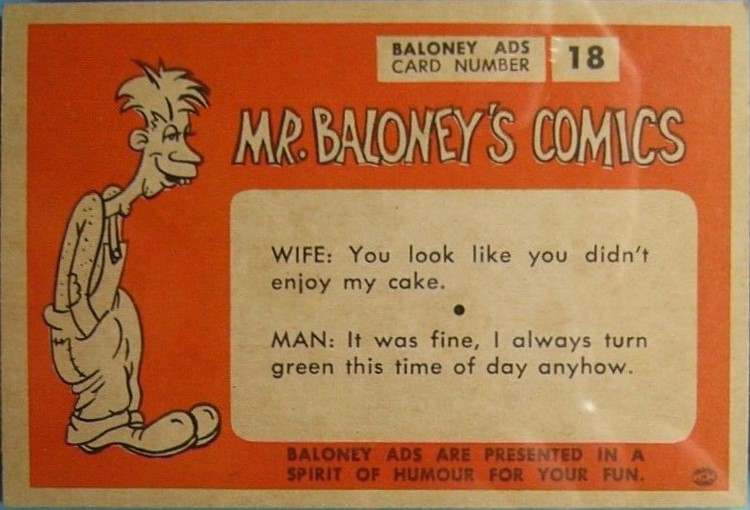 BALONEY ADS
CARD NUMBER
18
MR. BALONEY'S COMICS
WIFE: You look like you didn't
enjoy my cake.
MAN: It was fine, I always turn
green this time of day anyhow.
BALONEY ADS ARE PRESENTED IN A
SPIRIT OF HUMOUR FOR YOUR FUN.